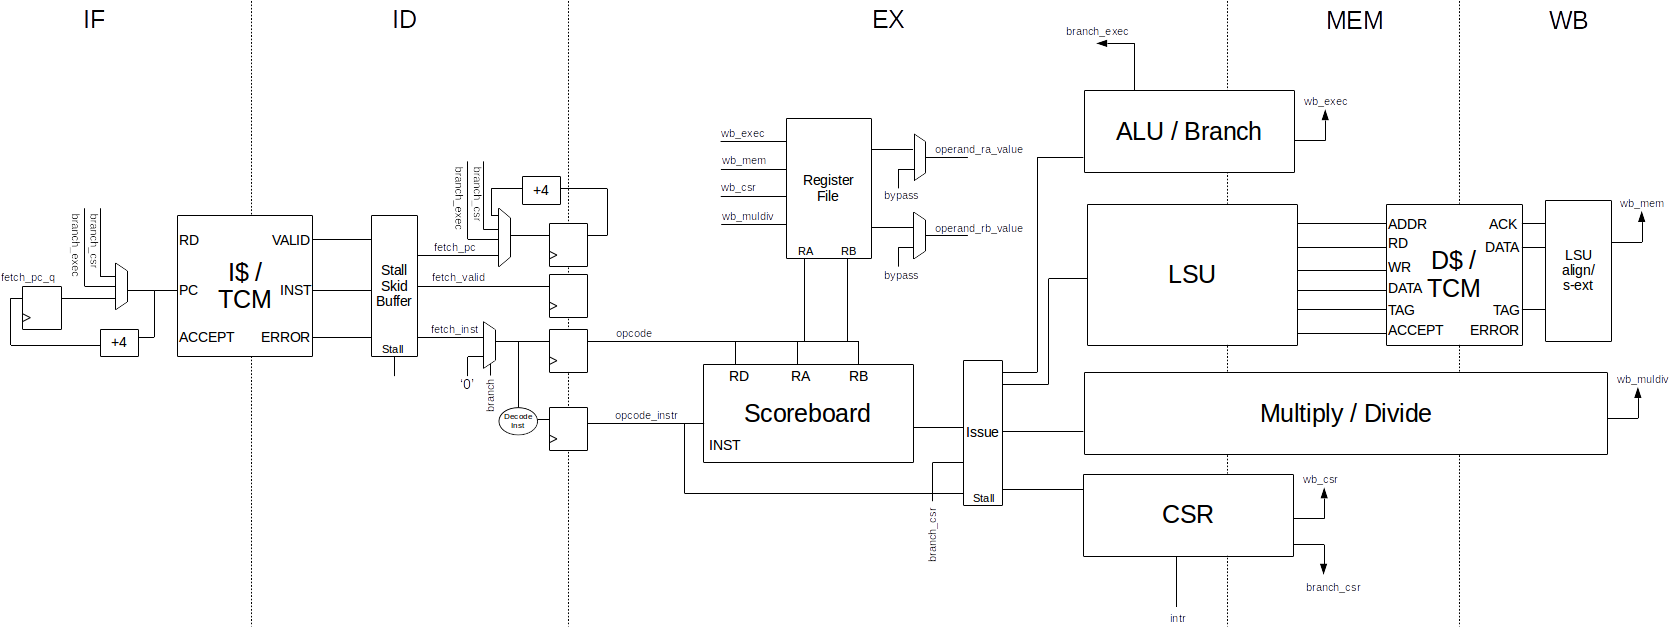 IF
ID
EX
MEM
WB
fetch_pc_q
branch_exec
branch_csr
+4
RD
PC
ACCEPT
I$ /
TCM
VALID
INST
ERROR
Stall
Skid
Buffer
Stall
branch_exec
branch_csr
+4
fetch_pc
fetch_valid
fetch_inst
'0'
branch
Decode
Inst
opcode
opcode_instr
wb_exec
wb_mem
wb_csr
wb_muldiv
Register
File
RA
RB
operand_ra_value
bypass
operand_rb_value
bypass
RD
RA
RB
Scoreboard
INST
Issue
Stall
branch_csr
branch_exec
ALU / Branch
wb_exec
LSU
ADDR
RD
WR
DATA
TAG
ACCEPT
D$ /
TCM
ACK
DATA
TAG
ERROR
LSU
align/
s-ext
wb_mem
Multiply / Divide
wb_muldiv
CSR
wb_csr
branch_csr
intr